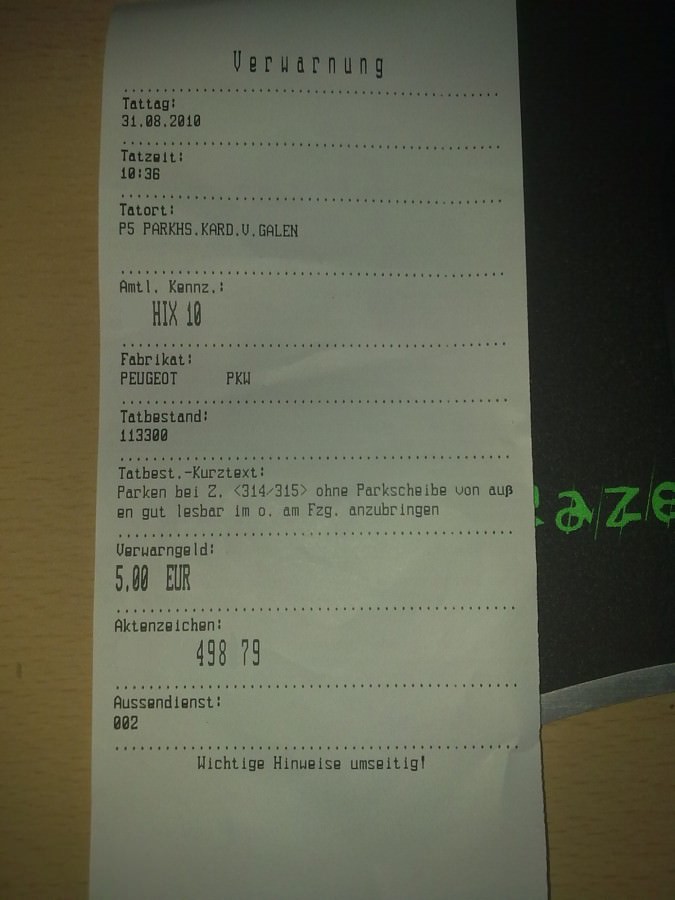 Verwarnung
Tattag:
31.08.2010
Tatzeit:
10:36
Tatort:
P5 PARKHS.KARD.V.GALEN
Amtl. Kennz.:
HIX 10
Fabrikat:
PEUGEOT PKW
Tatbestand:
113300
Tatbest.-Kurztext:
Parken bei Z. <314/315> ohne Parkscheibe von auß
en gut lesbar im o. am Fzg. anzubringen
Verwarngeld:
5,00 EUR
Aktenzeichen:
498 79
Aussendienst:
002
Wichtige Hinweise umseitig!